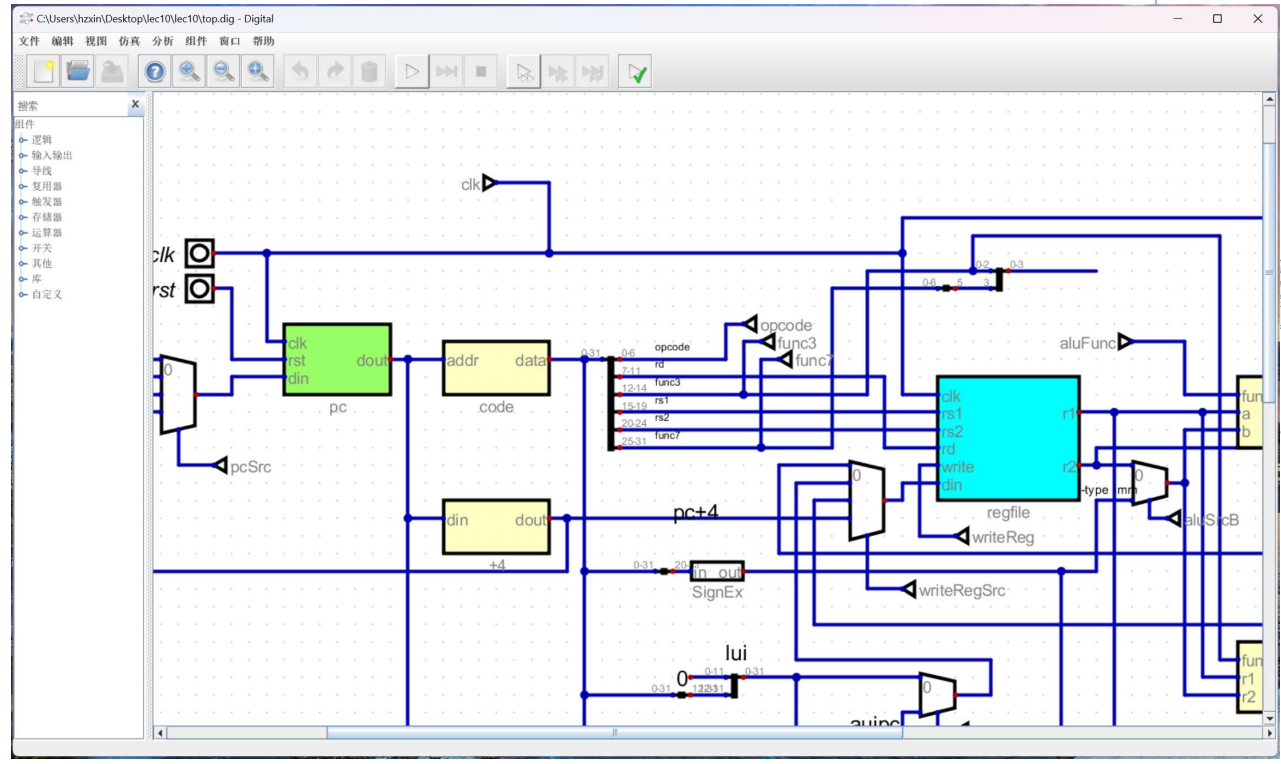 C:\Users\hzxin\Desktop\lec10\lec10\top.dig - Digital
文件 编辑 视图 仿真 分析 组件 窗口 帮助
搜索 x
组件
逻辑
输入输出
导线
复用器
触发器
存储器
运算器
开关
其他
库
自定义
clk
clk
rst
0-2 0-3
0-6 5 3
clk
rst
din
dout
pc
addr data
code
0-31
0-6 opcode
7-11 rd
12-14 func3
15-19 rs1
20-24 rs2
25-31 func7
opcode
func3
func7
aluFunc
0
pcSrc
clk
rs1
rs2
rd
write
din
r1
r2
regfile
fun
a
b
0
-type
0
aluSrcB
din dout
+4
pc+4
writeReg
0-31 20-
in out
SignEx
writeRegSrc
lui
0
0-11 0-31
0-31
0
fun
r1
r2
auipc